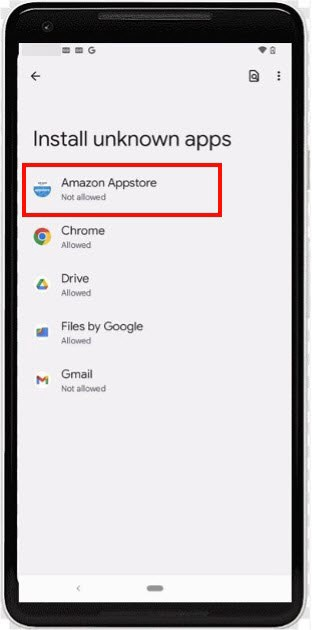 Install unknown apps
Amazon Appstore
Not allowed
Chrome
Allowed
Drive
Allowed
Files by Google
Allowed
Gmail
Not allowed